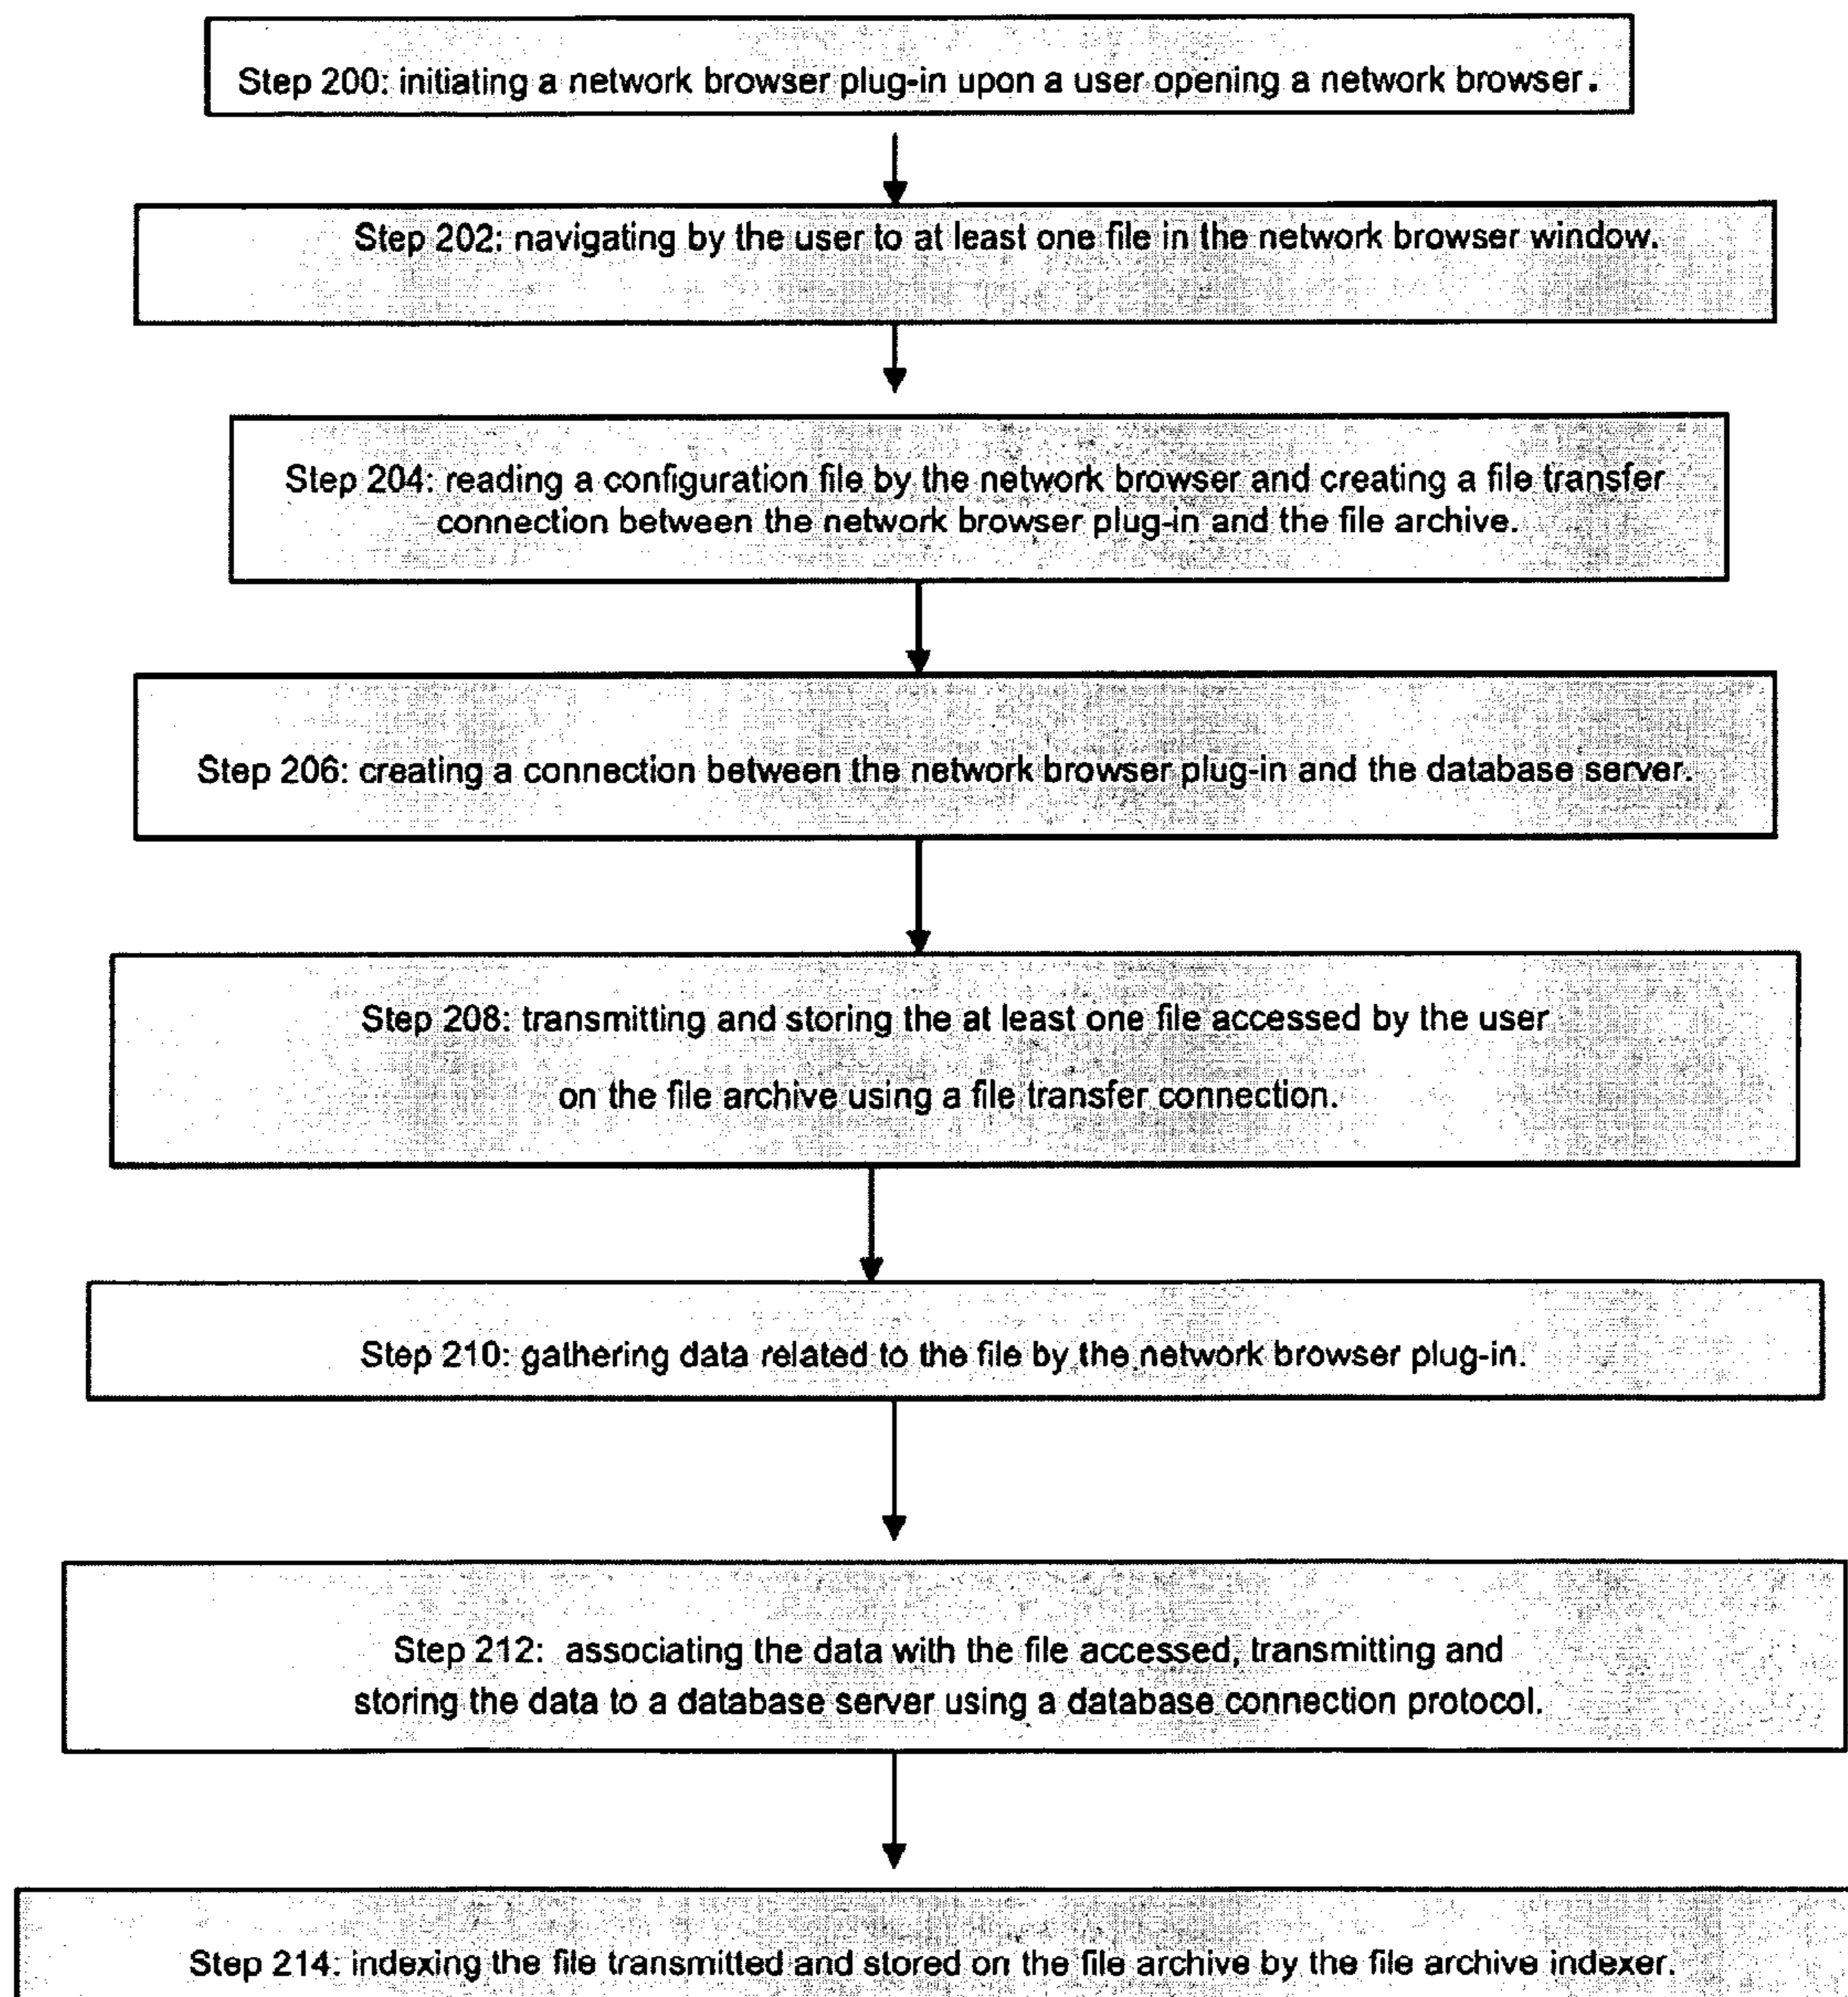 Step 200: initiating a network browser plug-in upon a user opening a network browser.
Step 202: navigating by the user to at least one file in the network browser window.
Step 204: reading a configuration file by the network browser and creating a file transfer
connection between the network browser plug-in and the file archive.
Step 206: creating a connection between the network browser plug-in and the database server.
Step 208: transmitting and storing the at least one file accessed by the user
on the file archive using a file transfer connection.
Step 210: gathering data related to the file by the network browser plug-in.
Step 212: associating the data with the file accessed, transmitting and
storing the data to a database server using a database connection protocol.
Step 214: indexing the file transmitted and stored on the file archive by the file archive indexer.